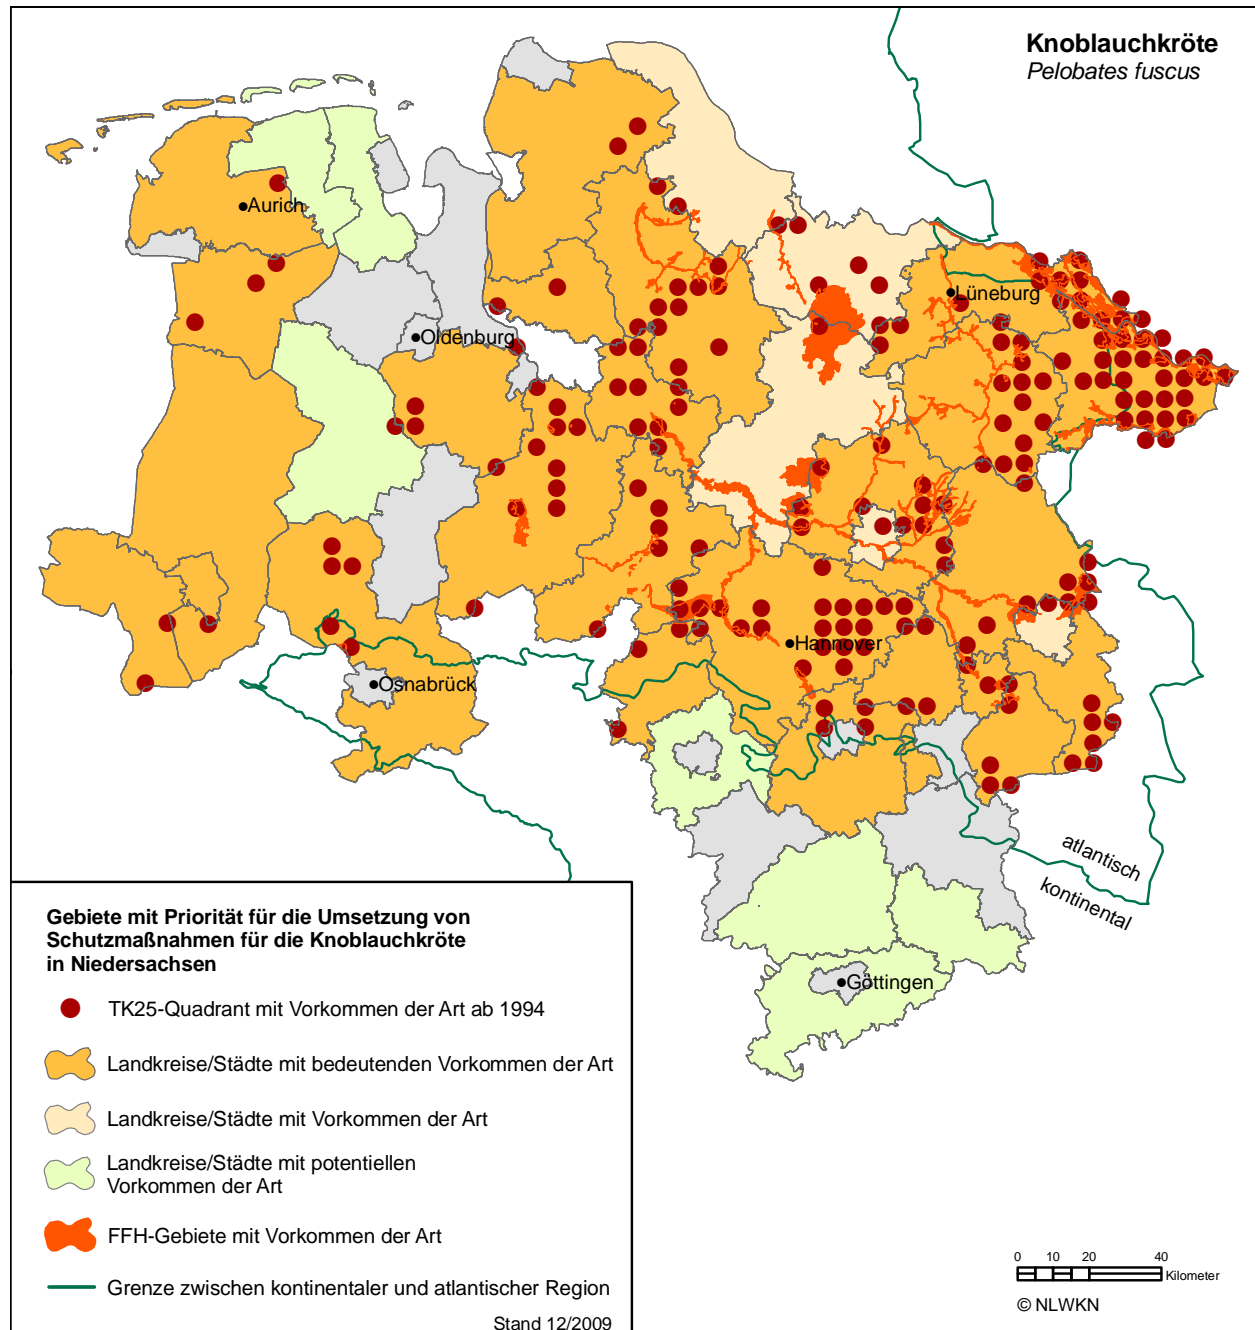 Knoblauchkröte
Pelobates fuscus
Aurich
Oldenburg
Lüneburg
Hannover
Osnabrück
Göttingen
atlantisch
kontinental
Gebiete mit Priorität für die Umsetzung von
Schutzmaßnahmen für die Knoblauchkröte
in Niedersachsen
TK25-Quadrant mit Vorkommen der Art ab 1994
Landkreise/Städte mit bedeutenden Vorkommen der Art
Landkreise/Städte mit Vorkommen der Art
Landkreise/Städte mit potentiellen
Vorkommen der Art
FFH-Gebiete mit Vorkommen der Art
Grenze zwischen kontinentaler und atlantischer Region
Stand 12/2009
0 10 20 40
Kilometer
© NLWKN